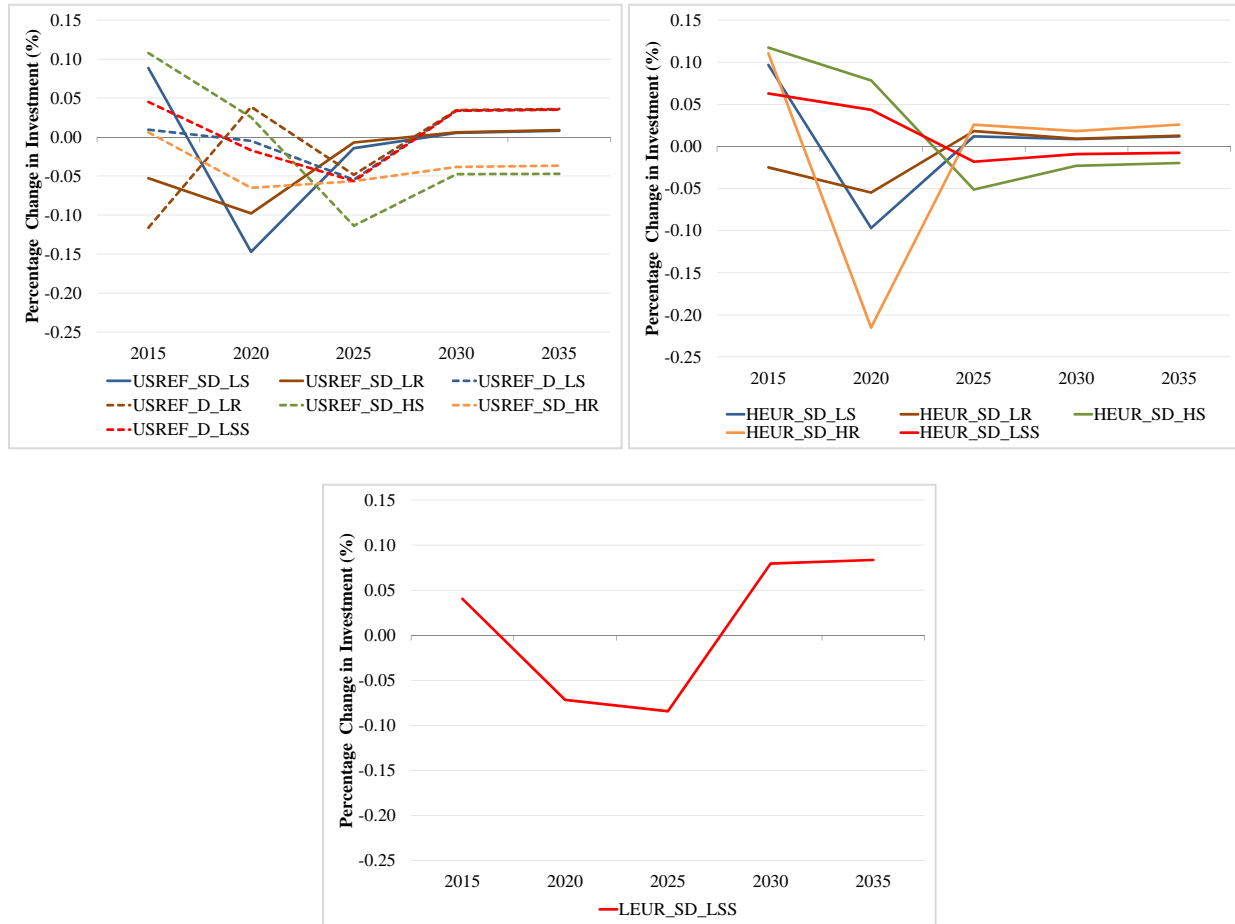 Percentage Change in Investment (%)
0.15
0.10
0.05
0.00
-0.05
-0.10
-0.15
-0.20
-0.25
2015 2020 2025 2030 2035
USREF_SD_LS USREF_SD_LR USREF_D_LS
USREF_D_LR USREF_SD_HS USREF_SD_HR
USREF_D_LSS
Percentage Change in Investment (%)
0.15
0.10
0.05
0.00
-0.05
-0.10
-0.15
-0.20
-0.25
2015 2020 2025 2030 2035
HEUR_SD_LS HEUR_SD_LR HEUR_SD_HS
HEUR_SD_HR HEUR_SD_LSS
Percentage Change in Investment (%)
0.15
0.10
0.05
0.00
-0.05
-0.10
-0.15
-0.20
-0.25
2015 2020 2025 2030 2035
LEUR_SD_LSS